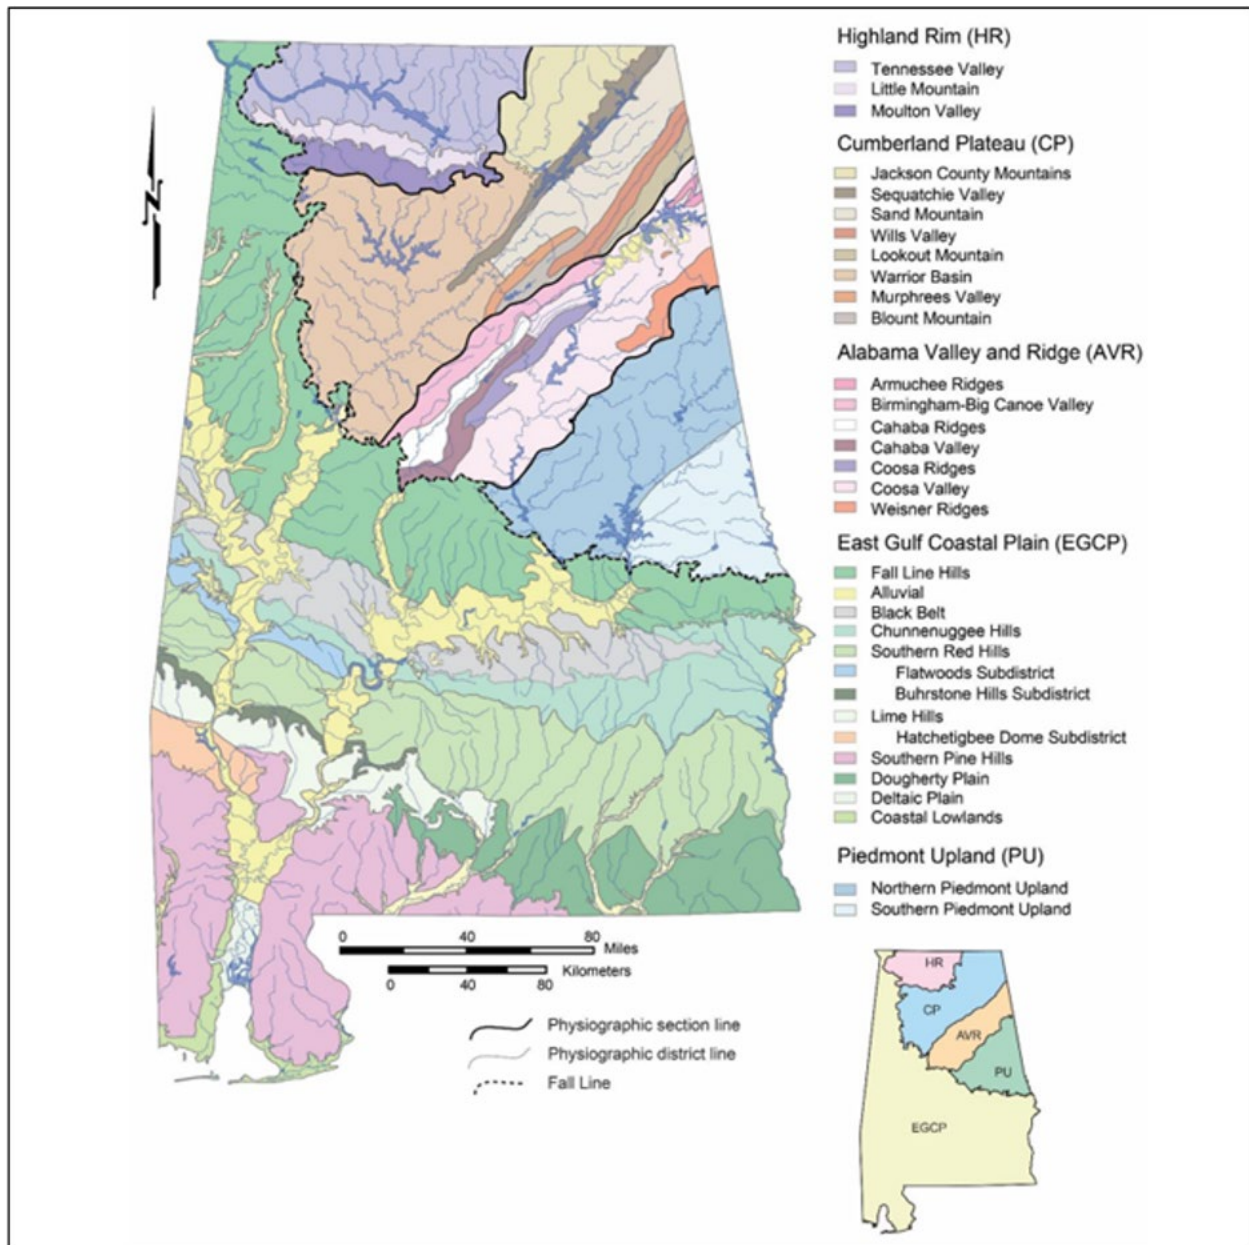 N
Highland Rim (HR)
Tennessee Valley
Little Mountain
Moulton Valley
Cumberland Plateau (CP)
Jackson County Mountains
Sequatchie Valley
Sand Mountain
Wills Valley
Lookout Mountain
Warrior Basin
Murphrees Valley
Blount Mountain
Alabama Valley and Ridge (AVR)
Armuchee Ridges
Birmingham-Big Canoe Valley
Cahaba Ridges
Cahaba Valley
Coosa Ridges
Coosa Valley
Weisner Ridges
East Gulf Coastal Plain (EGCP)
Fall Line Hills
Alluvial
Black Belt
Chunnenuggee Hills
Southern Red Hills
Flatwoods Subdistrict
Buhrstone Hills Subdistrict
Lime Hills
Hatchetigbee Dome Subdistrict
Southern Pine Hills
Dougherty Plain
Deltaic Plain
Coastal Lowlands
Piedmont Upland (PU)
Northern Piedmont Upland
Southern Piedmont Upland
0 40 80
Miles
Kilometers
0 40 80
Physiographic section line
Physiographic district line
Fall Line
HR
CP
AVR
PU
EGCP